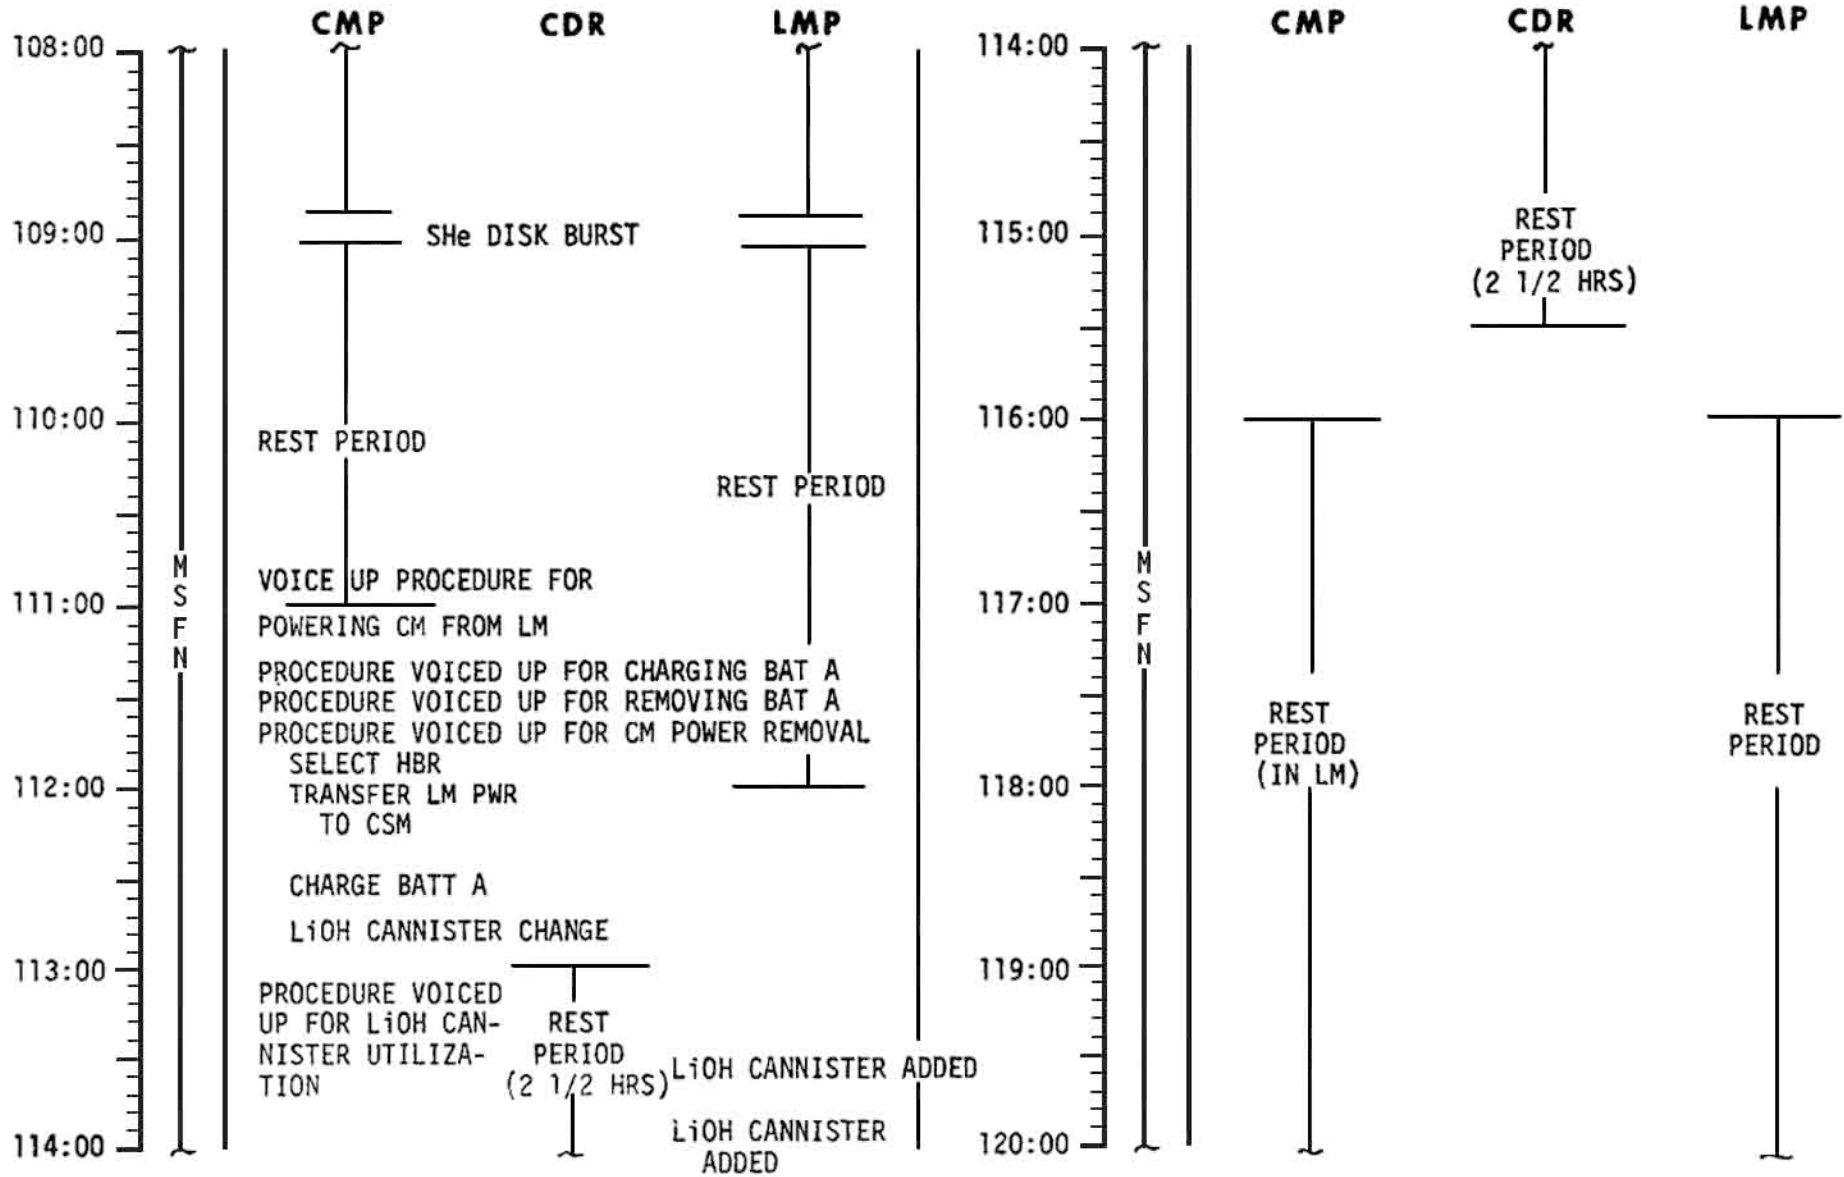 CMP CDR LMP
108:00
109:00
SHe DISK BURST
110:00
REST PERIOD
REST PERIOD
VOICE UP PROCEDURE FOR
111:00
POWERING CM FROM LM
PROCEDURE VOICED UP FOR CHARGING BAT A
PROCEDURE VOICED UP FOR REMOVING BAT A
PROCEDURE VOICED UP FOR CM POWER REMOVAL
SELECT HBR
112:00
TRANSFER LM PWR
TO CSM
CHARGE BATT A
LiOH CANNISTER CHANGE
113:00
PROCEDURE VOICED
UP FOR LiOH CAN-
NISTER UTILIZA-
TION
REST
PERIOD
(2 1/2 HRS)
LiOH CANNISTER ADDED
LiOH CANNISTER
ADDED
114:00
M
S
F
N
CMP CDR LMP
114:00
115:00
REST
PERIOD
(2 1/2 HRS)
116:00
117:00
M
S
F
N
REST
PERIOD
(IN LM)
REST
PERIOD
118:00
119:00
120:00